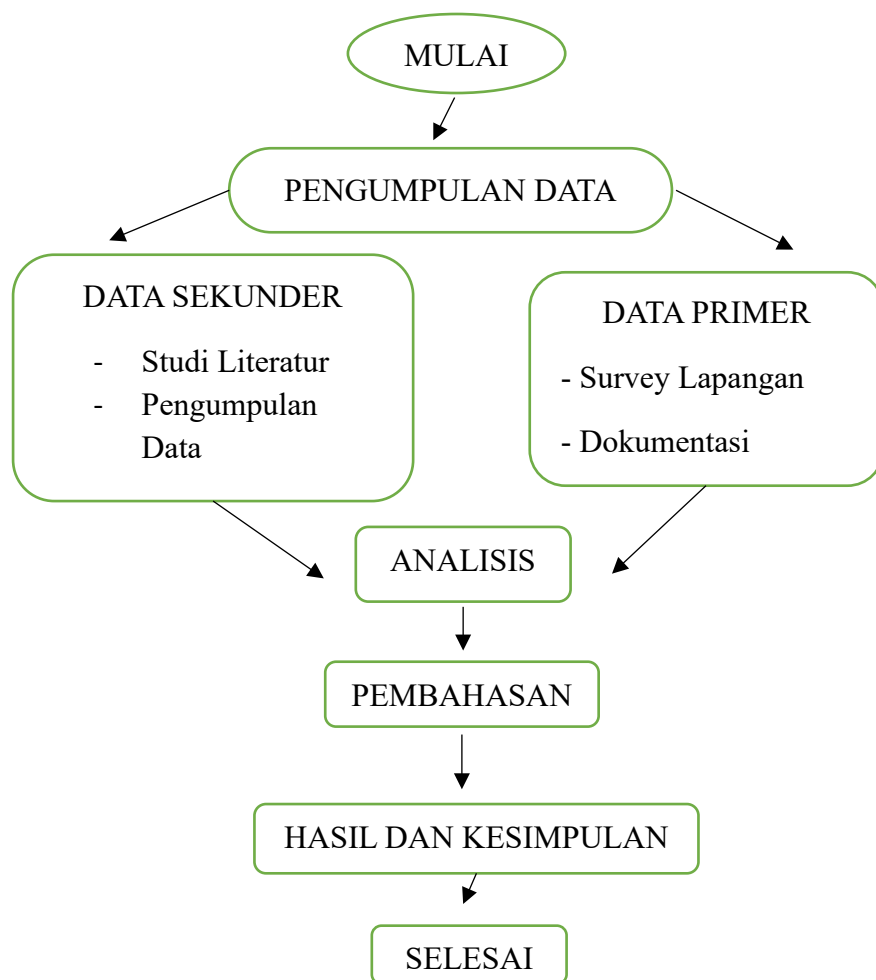 MULAI
PENGUMPULAN DATA
DATA SEKUNDER
- Studi Literatur
- Pengumpulan
Data
DATA PRIMER
- Survey Lapangan
- Dokumentasi
ANALISIS
PEMBAHASAN
HASIL DAN KESIMPULAN
SELESAI